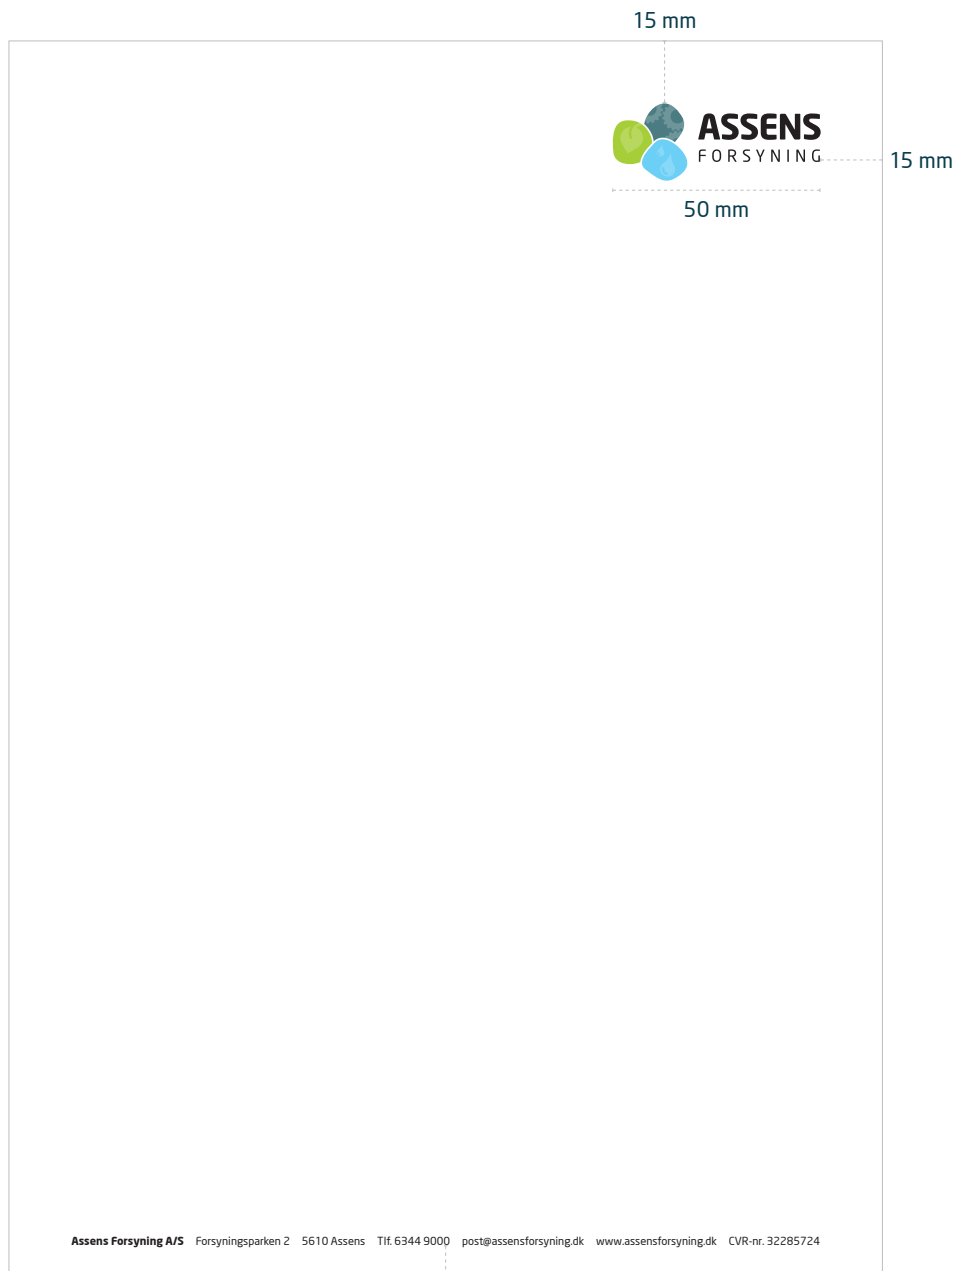 15 mm
ASSENS
FORSYNING
15 mm
50 mm
Assens Forsyning A/S Forsyningsparken 2 5610 Assens Tlf. 6344 9000 post@assensforsyning.dk www.assensforsyning.dk CVR-nr. 32285724